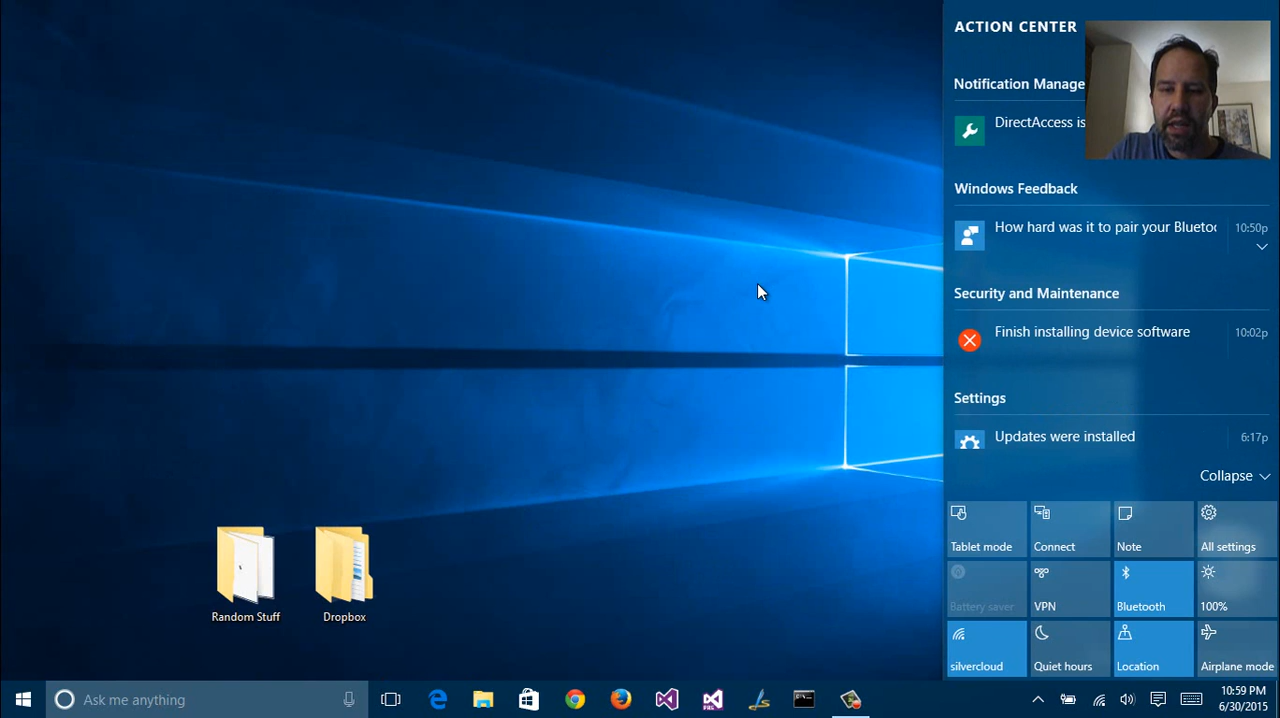 ACTION CENTER
Notification Manage
DirectAccess is
Windows Feedback
How hard was it to pair your Bluetoo
10:50p
Security and Maintenance
Finish installing device software
10:02p
Settings
Updates were installed
6:17p
Collapse
Tablet mode
Connect
Note
All settings
Battery saver
VPN
Bluetooth
100%
silvercloud
Quiet hours
Location
Airplane mode
Random Stuff
Dropbox
Ask me anything
10:59 PM
6/30/2015